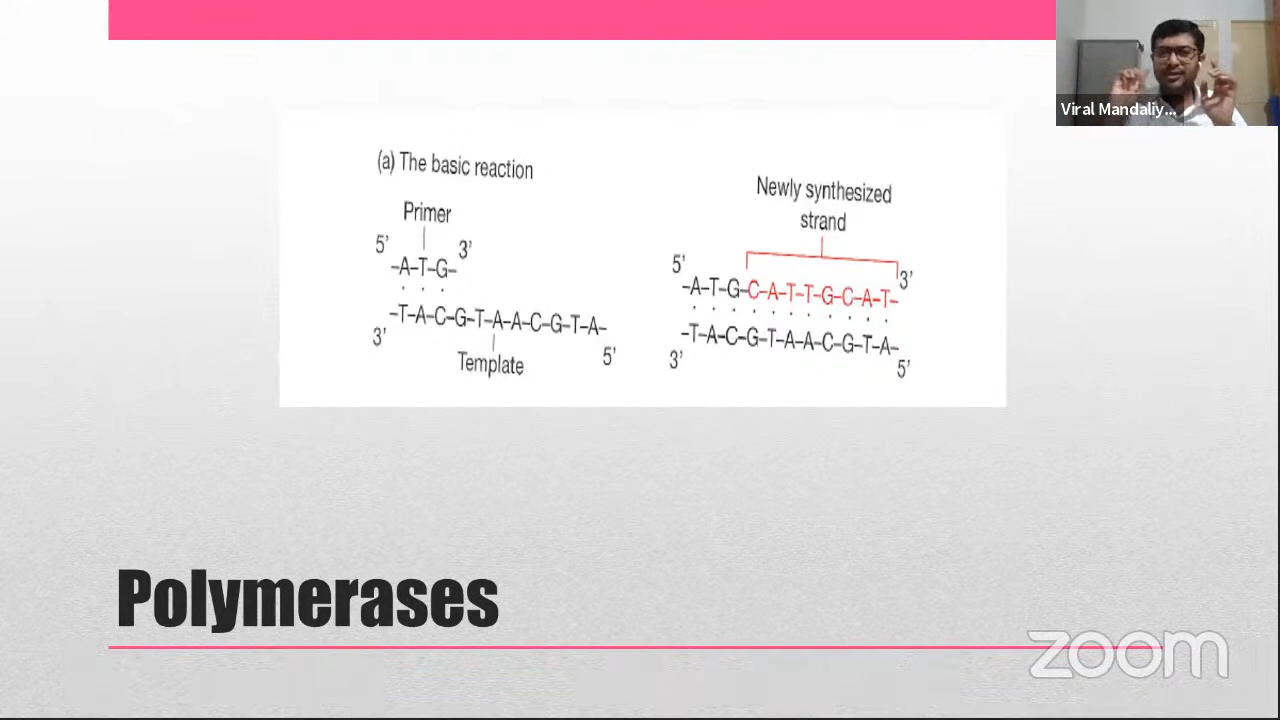 Viral Mandaliy...
(a) The basic reaction
Primer
5' 3'
–A–T–G–
–T–A–C–G–T–A–A–C–G–T–A–
3' 5'
Template
Newly synthesized
strand
5' 3'
–A–T–G–C–A–T–T–G–C–A–T–
–T–A–C–G–T–A–A–C–G–T–A–
3' 5'
Polymerases
zoom